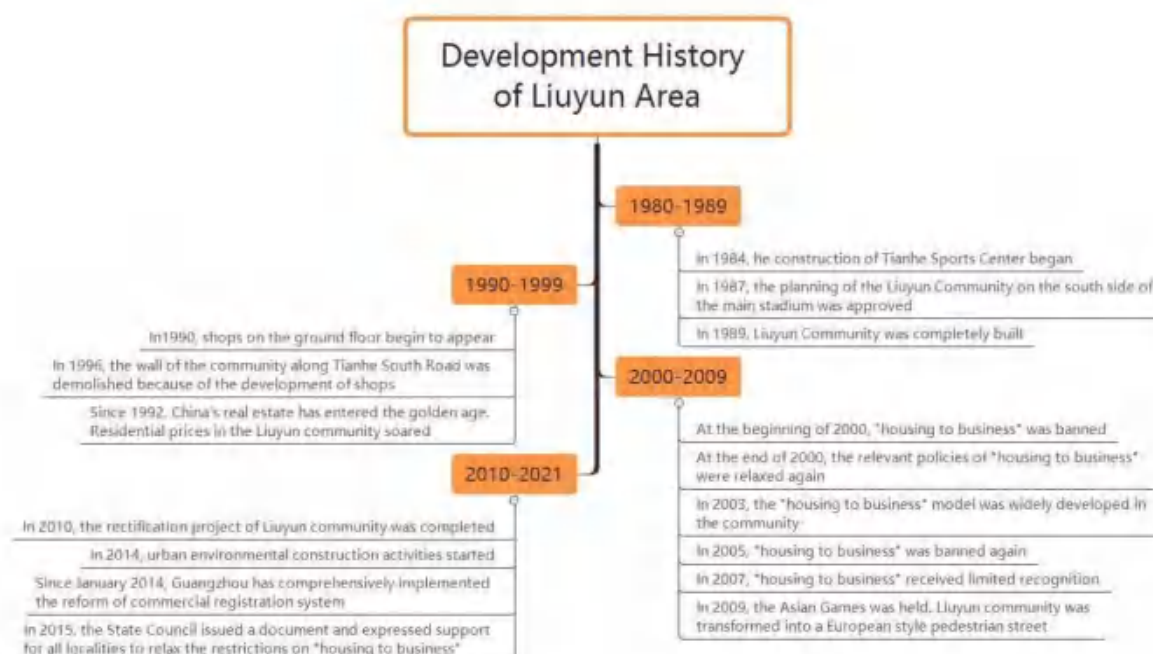 Development History
of Liuyun Area
1980-1989
In 1984, he construction of Tianhe Sports Center began
In 1987, the planning of the Liuyun Community on the south side of
the main stadium was approved
In 1989, Liuyun Community was completely built
1990-1999
In1990, shops on the ground floor begin to appear
In 1996, the wall of the community along Tianhe South Road was
demolished because of the development of shops
Since 1992, China's real estate has entered the golden age.
Residential prices in the Liuyun community soared
2000-2009
At the beginning of 2000, "housing to business" was banned
At the end of 2000, the relevant policies of "housing to business"
were relaxed again
In 2003, the "housing to business" model was widely developed in
the community
In 2005, "housing to business" was banned again
In 2007, "housing to business" received limited recognition
In 2009, the Asian Games was held. Liuyun community was
transformed into a European style pedestrian street
2010-2021
In 2010, the rectification project of Liuyun community was completed
In 2014, urban environmental construction activities started
Since January 2014, Guangzhou has comprehensively implemented
the reform of commercial registration system
In 2015, the State Council issued a document and expressed support
for all localities to relax the restrictions on "housing to business"